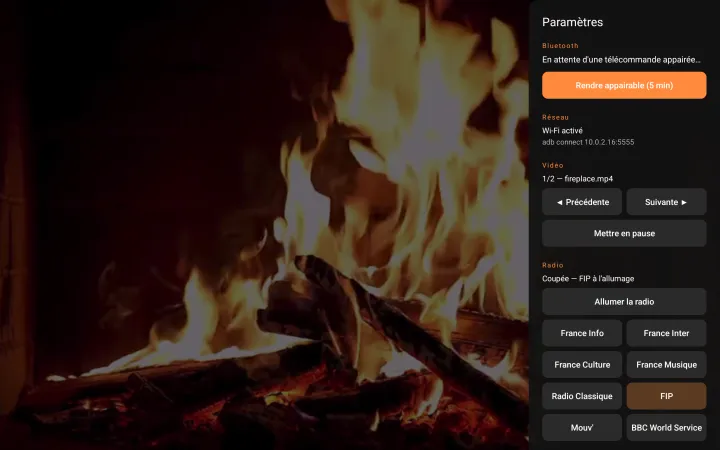 Paramètres
Bluetooth
En attente d'une télécommande appairée…
Rendre appairable (5 min)
Réseau
Wi-Fi activé
adb connect 10.0.2.16:5555
Vidéo
1/2 — fireplace.mp4
◄ Précédente
Suivante ►
Mettre en pause
Radio
Coupée — FIP à l'allumage
Allumer la radio
France Info
France Inter
France Culture
France Musique
Radio Classique
FIP
Mouv'
BBC World Service